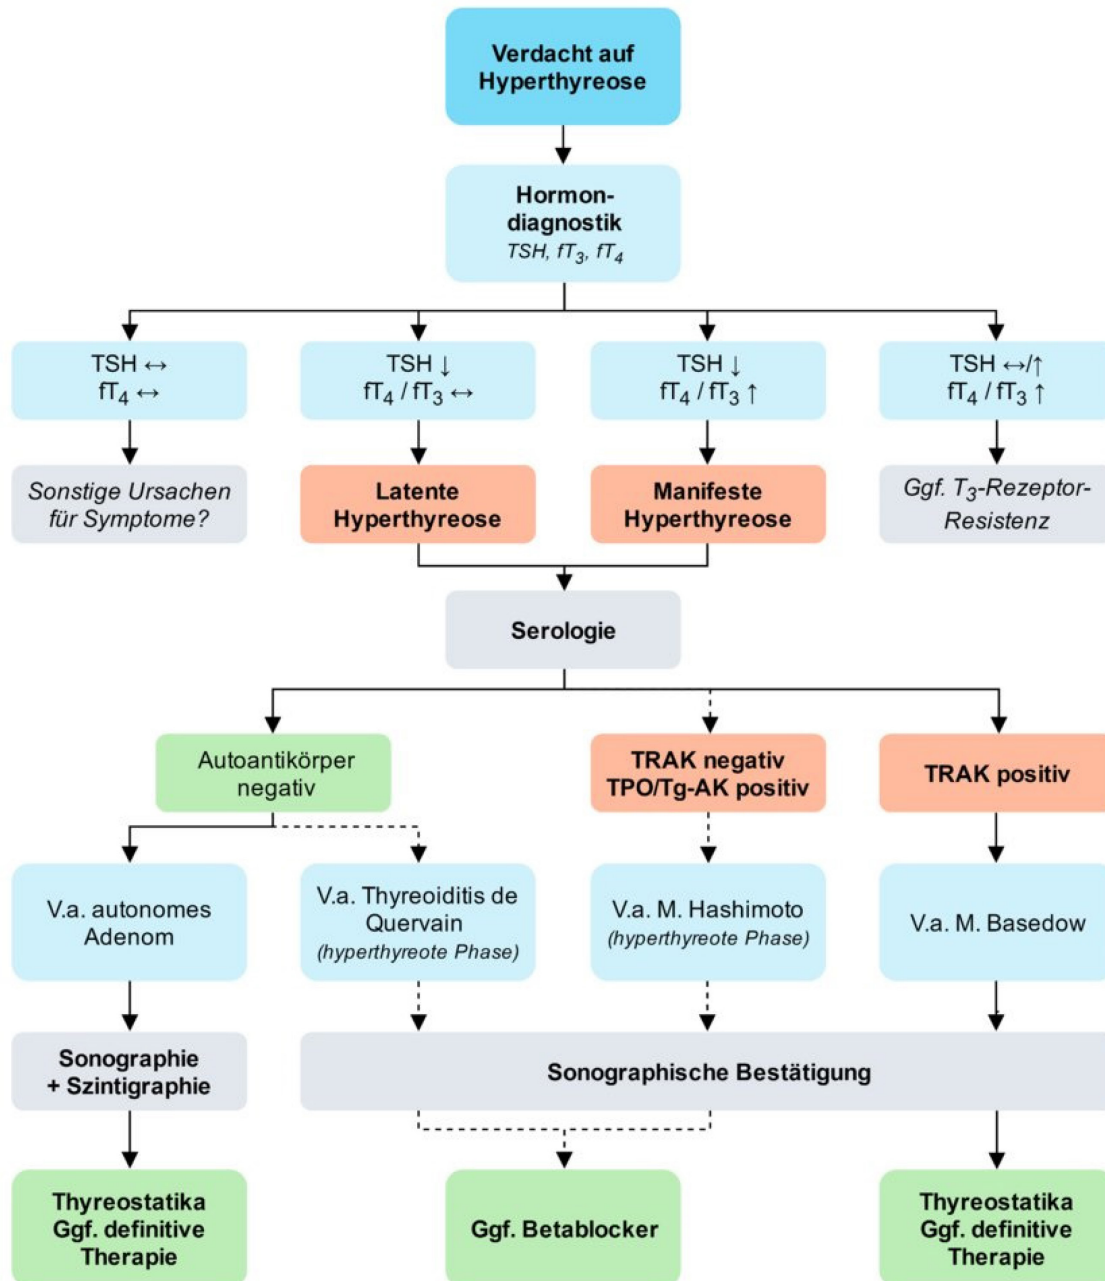 Verdacht auf
Hyperthyreose
Hormon-
diagnostik
TSH, fT3, fT4
TSH ↔
fT4 ↔
TSH ↓
fT4 / fT3 ↔
TSH ↓
fT4 / fT3 ↑
TSH ↔/↑
fT4 / fT3 ↑
Sonstige Ursachen
für Symptome?
Latente
Hyperthyreose
Manifeste
Hyperthyreose
Ggf. T3-Rezeptor-
Resistenz
Serologie
Autoantikörper
negativ
TRAK negativ
TPO/Tg-AK positiv
TRAK positiv
V.a. autonomes
Adenom
V.a. Thyreoiditis de
Quervain
(hyperthyreote Phase)
V.a. M. Hashimoto
(hyperthyreote Phase)
V.a. M. Basedow
Sonographie
+ Szintigraphie
Sonographische Bestätigung
Thyreostatika
Ggf. definitive
Therapie
Ggf. Betablocker
Thyreostatika
Ggf. definitive
Therapie